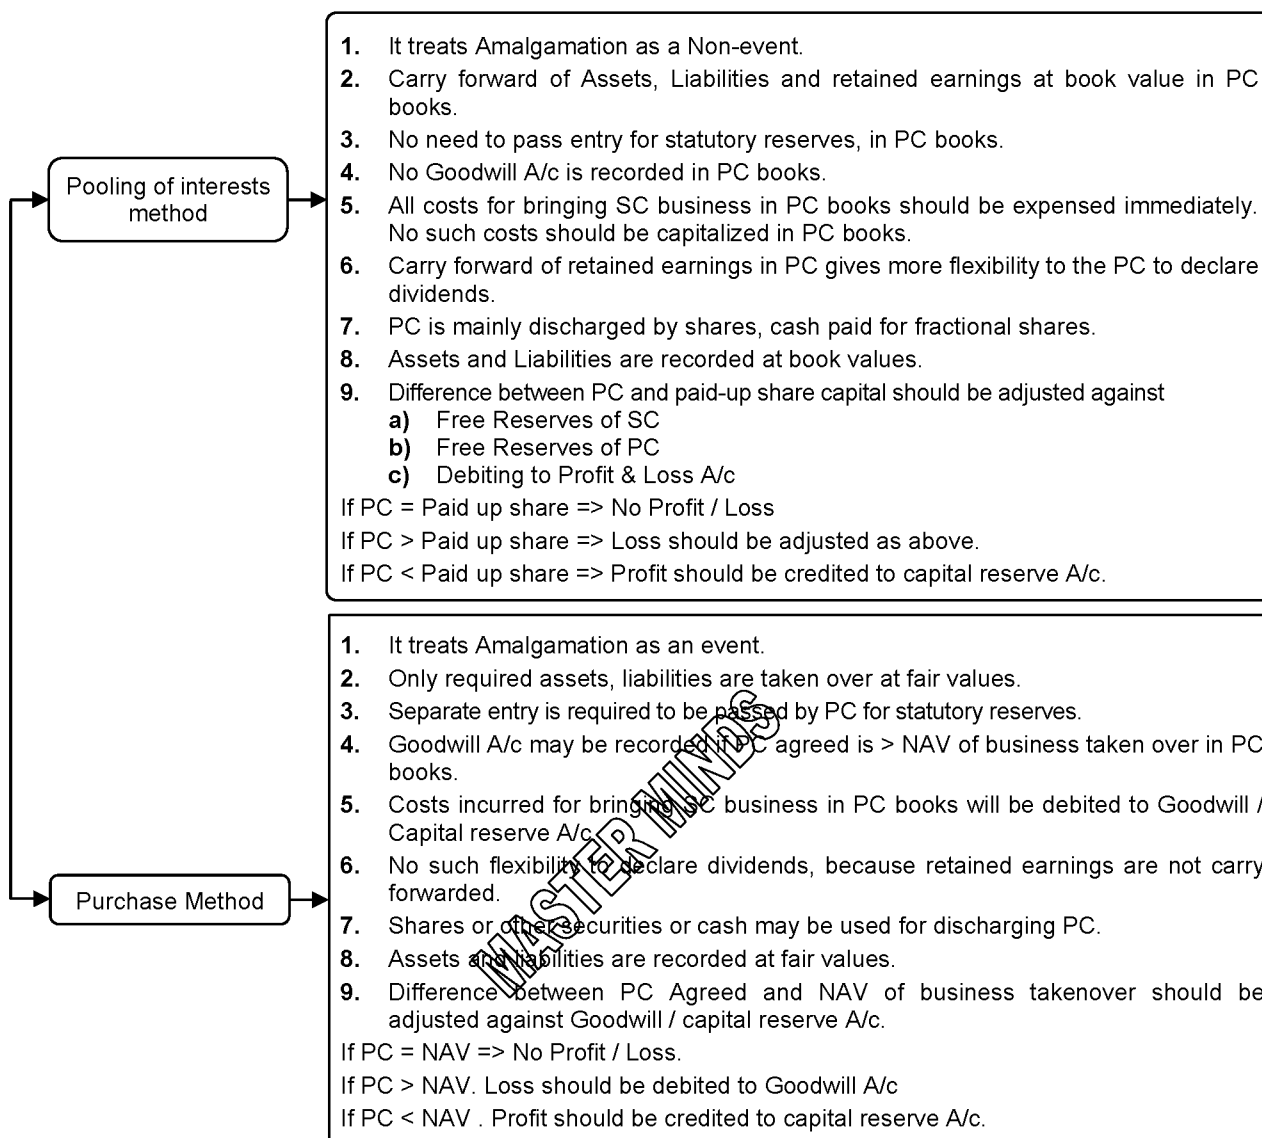 Pooling of interests
method
1. It treats Amalgamation as a Non-event.
2. Carry forward of Assets, Liabilities and retained earnings at book value in PC
books.
3. No need to pass entry for statutory reserves, in PC books.
4. No Goodwill A/c is recorded in PC books.
5. All costs for bringing SC business in PC books should be expensed immediately.
No such costs should be capitalized in PC books.
6. Carry forward of retained earnings in PC gives more flexibility to the PC to declare
dividends.
7. PC is mainly discharged by shares, cash paid for fractional shares.
8. Assets and Liabilities are recorded at book values.
9. Difference between PC and paid-up share capital should be adjusted against
a) Free Reserves of SC
b) Free Reserves of PC
c) Debiting to Profit & Loss A/c
If PC = Paid up share => No Profit / Loss
If PC > Paid up share => Loss should be adjusted as above.
If PC < Paid up share => Profit should be credited to capital reserve A/c.
Purchase Method
1. It treats Amalgamation as an event.
2. Only required assets, liabilities are taken over at fair values.
3. Separate entry is required to be passed by PC for statutory reserves.
4. Goodwill A/c may be recorded if PC agreed is > NAV of business taken over in PC
books.
5. Costs incurred for bringing SC business in PC books will be debited to Goodwill /
Capital reserve A/c.
6. No such flexibility to declare dividends, because retained earnings are not carry
forwarded.
7. Shares or other securities or cash may be used for discharging PC.
8. Assets and liabilities are recorded at fair values.
9. Difference between PC Agreed and NAV of business takenover should be
adjusted against Goodwill / capital reserve A/c.
If PC = NAV => No Profit / Loss.
If PC > NAV. Loss should be debited to Goodwill A/c
If PC < NAV . Profit should be credited to capital reserve A/c.
MASTER MINDS